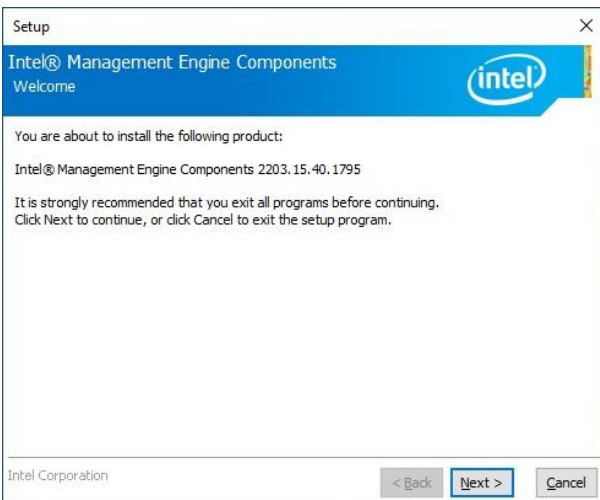 Setup
Intel® Management Engine Components
Welcome
intel
You are about to install the following product:
Intel® Management Engine Components 2203.15.40.1795
It is strongly recommended that you exit all programs before continuing.
Click Next to continue, or click Cancel to exit the setup program.
Intel Corporation
< Back Next > Cancel